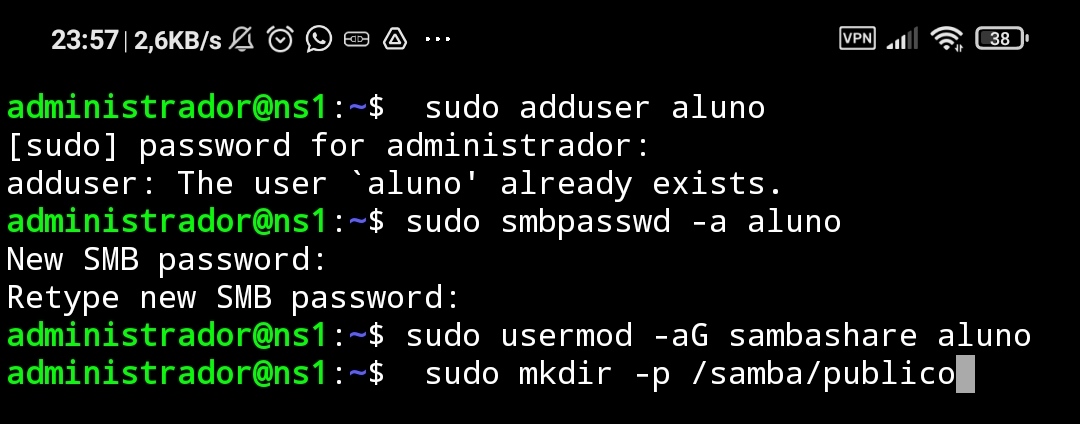 23:57 | 2,6KB/s ... VPN 38
administrador@ns1:~$  sudo adduser aluno
[sudo] password for administrador:
adduser: The user `aluno' already exists.
administrador@ns1:~$ sudo smbpasswd -a aluno
New SMB password:
Retype new SMB password:
administrador@ns1:~$ sudo usermod -aG sambashare aluno
administrador@ns1:~$  sudo mkdir -p /samba/publico